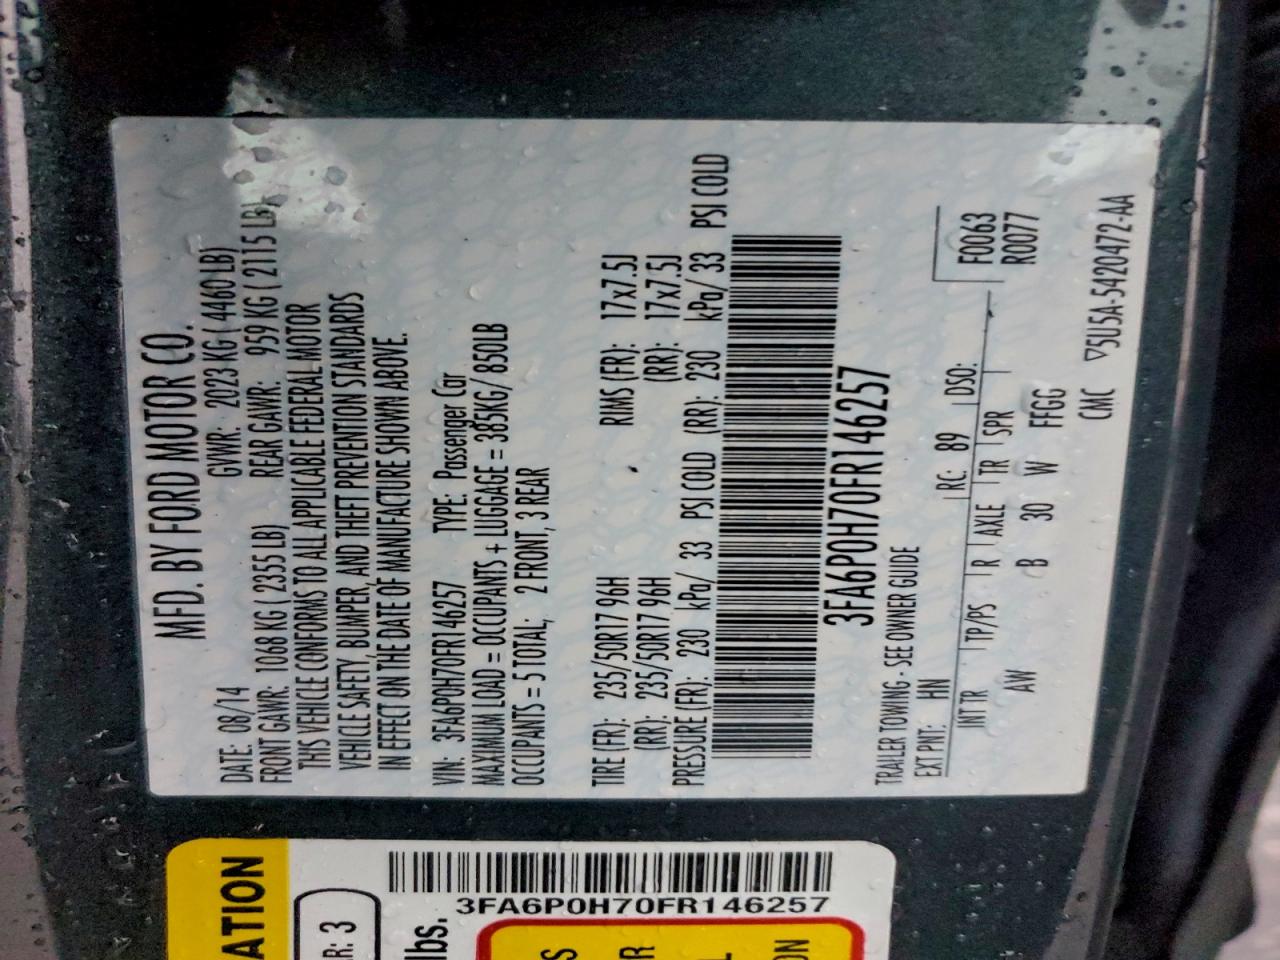 MFD. BY FORD MOTOR CO.
DATE: 08/14 GVWR: 2023 KG ( 4460 LB)
FRONT GAWR: 1068 KG ( 2355 LB) REAR GAWR: 959 KG ( 2115 LB)
THIS VEHICLE CONFORMS TO ALL APPLICABLE FEDERAL MOTOR
VEHICLE SAFETY, BUMPER, AND THEFT PREVENTION STANDARDS
IN EFFECT ON THE DATE OF MANUFACTURE SHOWN ABOVE.
VIN: 3FA6P0H70FR146257 TYPE: Passenger Car
MAXIMUM LOAD = OCCUPANTS + LUGGAGE = 385KG/ 850LB
OCCUPANTS = 5 TOTAL; 2 FRONT, 3 REAR
TIRE (FR): 235/50R17 96H RIMS (FR): 17x7.5J
(RR): 235/50R17 96H (RR): 17x7.5J
PRESSURE (FR): 230 kPa/ 33 PSI COLD (RR): 230 kPa/ 33 PSI COLD
3FA6P0H70FR146257
TRAILER TOWING - SEE OWNER GUIDE
EXT PNT: HN RC: 89 DSO:
F0063
R0077
INT TR TP/PS R AXLE TR SPR
AW B 30 W FFGG
CMC ▽5U5A-5420472-AA
ATION
R: 3
lbs.
3FA6P0H70FR146257
S
R
L
ON